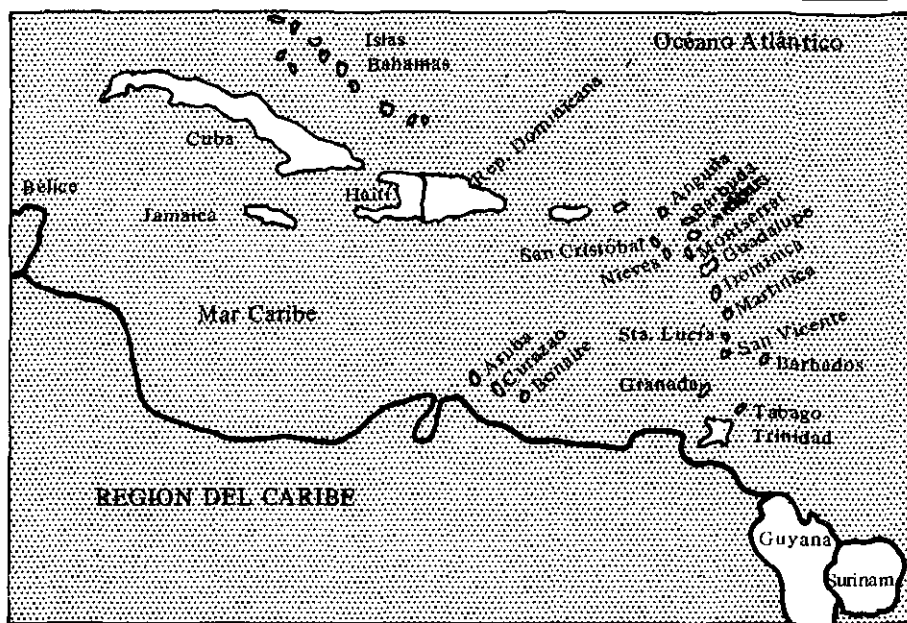 Islas
Bahamas
Océano Atlántico
Cuba
Rep. Dominicana
Belice
Haití
Jamaica
Anguila
Barbuda
San Cristóbal
Montserrat
Nieves
Guadalupe
Dominica
Martinica
Mar Caribe
Sta. Lucía
San Vicente
Barbados
Aruba
Curazao
Bonaire
Granada
Tabago
Trinidad
REGION DEL CARIBE
Guyana
Surinam